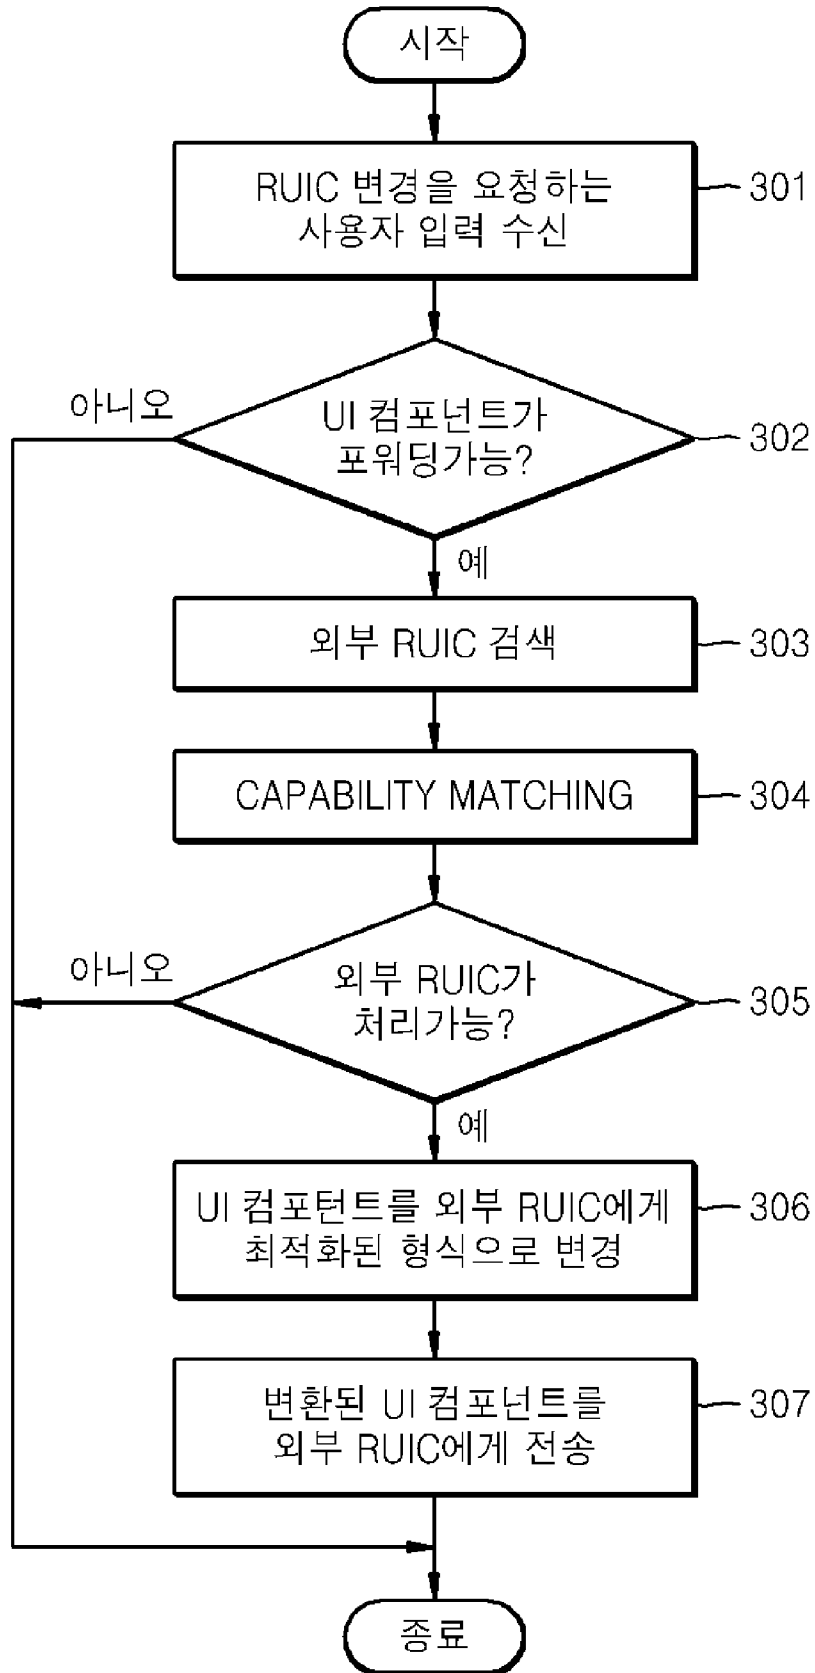 시작
RUIC 변경을 요청하는
사용자 입력 수신
301
아니오
UI 컴포넌트가
포워딩가능?
302
예
외부 RUIC 검색
303
CAPABILITY MATCHING
304
아니오
외부 RUIC가
처리가능?
305
예
UI 컴포턴트를 외부 RUIC에게
최적화된 형식으로 변경
306
변환된 UI 컴포넌트를
외부 RUIC에게 전송
307
종료